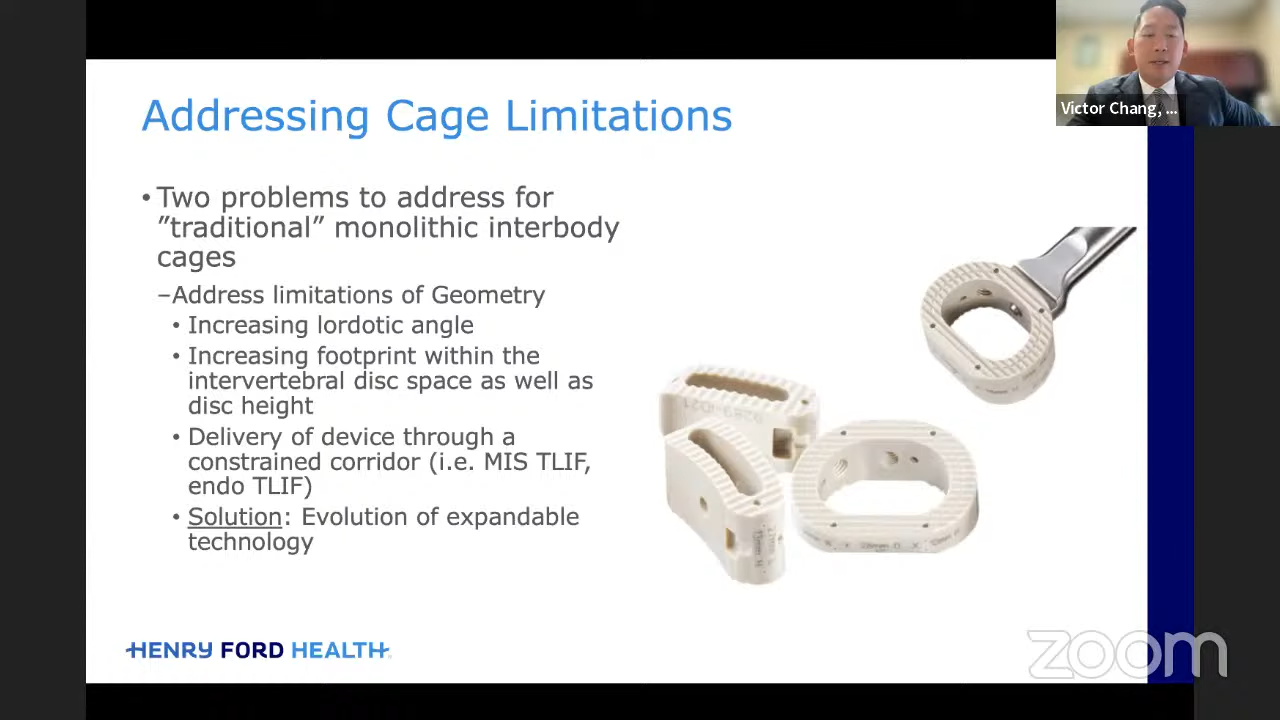 Addressing Cage Limitations
Victor Chang, ...
• Two problems to address for
”traditional” monolithic interbody
cages
–Address limitations of Geometry
• Increasing lordotic angle
• Increasing footprint within the
intervertebral disc space as well as
disc height
• Delivery of device through a
constrained corridor (i.e. MIS TLIF,
endo TLIF)
• Solution: Evolution of expandable
technology
HENRY FORD HEALTH
zoom